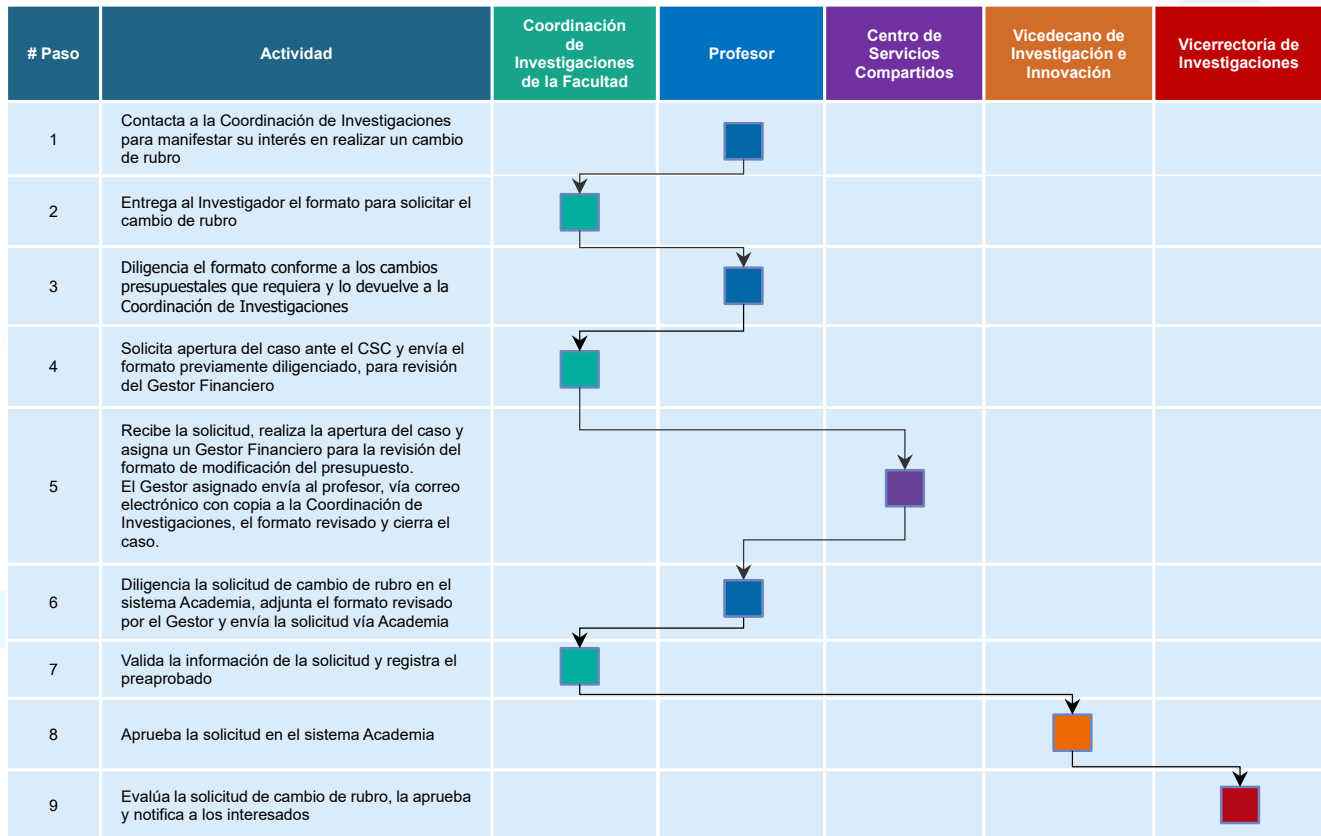 # Paso
Actividad
Coordinación
de
Investigaciones
de la Facultad
Profesor
Centro de
Servicios
Compartidos
Vicedecano de
Investigación e
Innovación
Vicerrectoría de
Investigaciones
1
Contacta a la Coordinación de Investigaciones
para manifestar su interés en realizar un cambio
de rubro
2
Entrega al Investigador el formato para solicitar el
cambio de rubro
3
Diligencia el formato conforme a los cambios
presupuestales que requiera y lo devuelve a la
Coordinación de Investigaciones
4
Solicita apertura del caso ante el CSC y envía el
formato previamente diligenciado, para revisión
del Gestor Financiero
5
Recibe la solicitud, realiza la apertura del caso y
asigna un Gestor Financiero para la revisión del
formato de modificación del presupuesto.
El Gestor asignado envía al profesor, vía correo
electrónico con copia a la Coordinación de
Investigaciones, el formato revisado y cierra el
caso.
6
Diligencia la solicitud de cambio de rubro en el
sistema Academia, adjunta el formato revisado
por el Gestor y envía la solicitud vía Academia
7
Valida la información de la solicitud y registra el
preaprobado
8
Aprueba la solicitud en el sistema Academia
9
Evalúa la solicitud de cambio de rubro, la aprueba
y notifica a los interesados